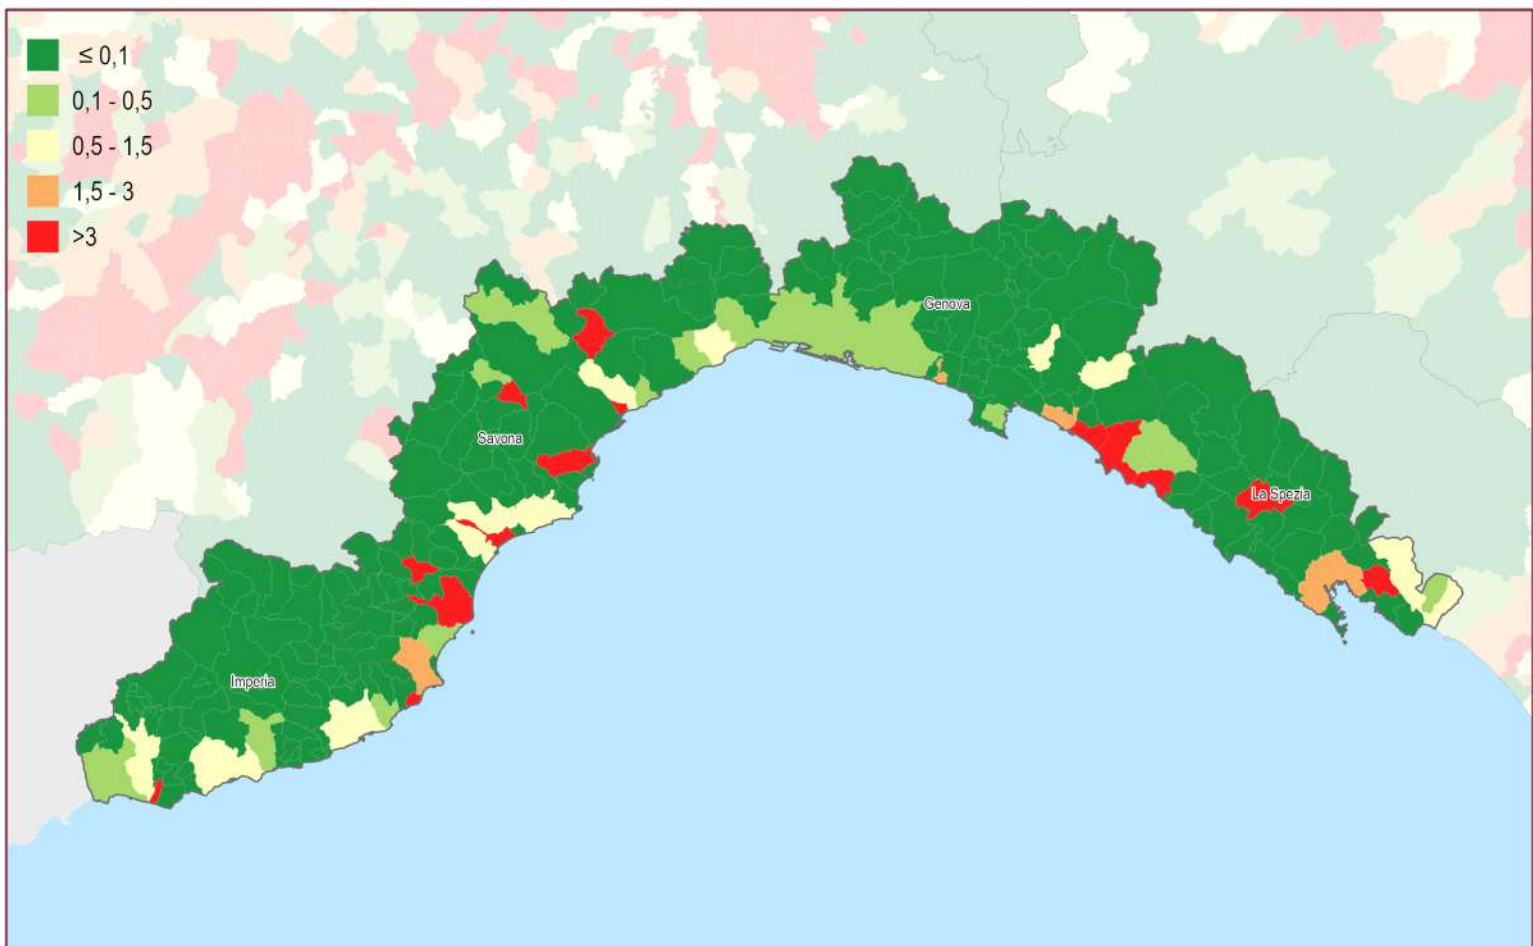 ≤ 0,1
0,1 - 0,5
0,5 - 1,5
1,5 - 3
>3
Genova
Savona
La Spezia
Imperia